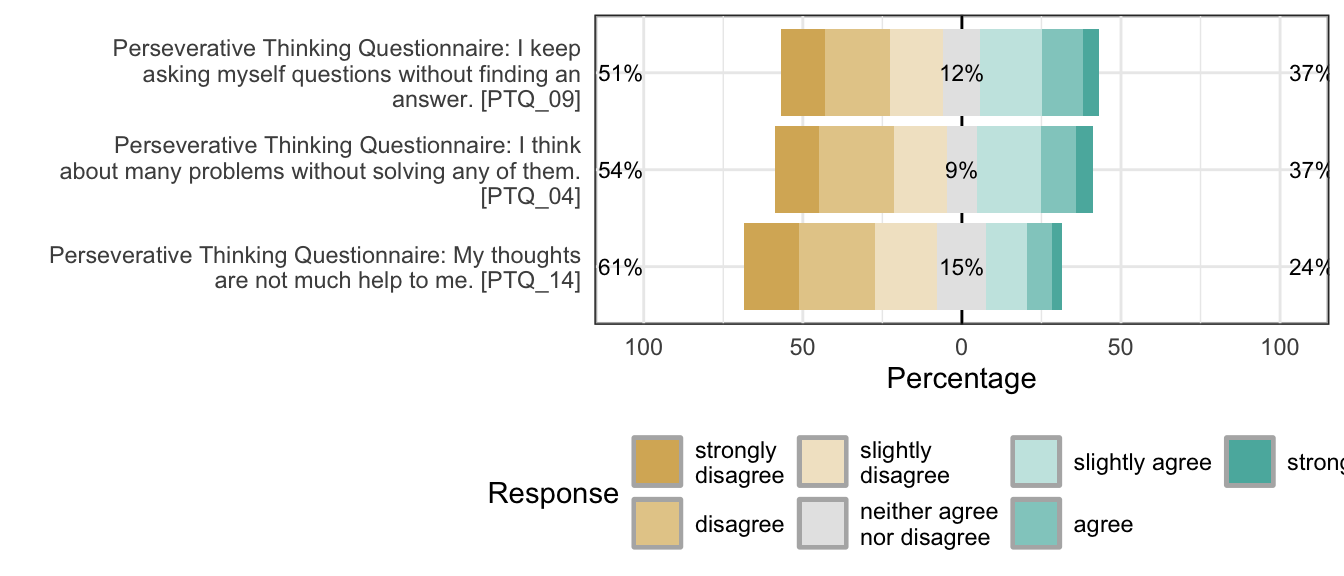 Perseverative Thinking Questionnaire: I keep
asking myself questions without finding an
answer. [PTQ_09]
51%
12%
37%
Perseverative Thinking Questionnaire: I think
about many problems without solving any of them.
[PTQ_04]
54%
9%
37%
Perseverative Thinking Questionnaire: My thoughts
are not much help to me. [PTQ_14]
61%
15%
24%
100
50
0
50
100
Percentage
Response
strongly
disagree
slightly
disagree
slightly agree
strong
disagree
neither agree
nor disagree
agree